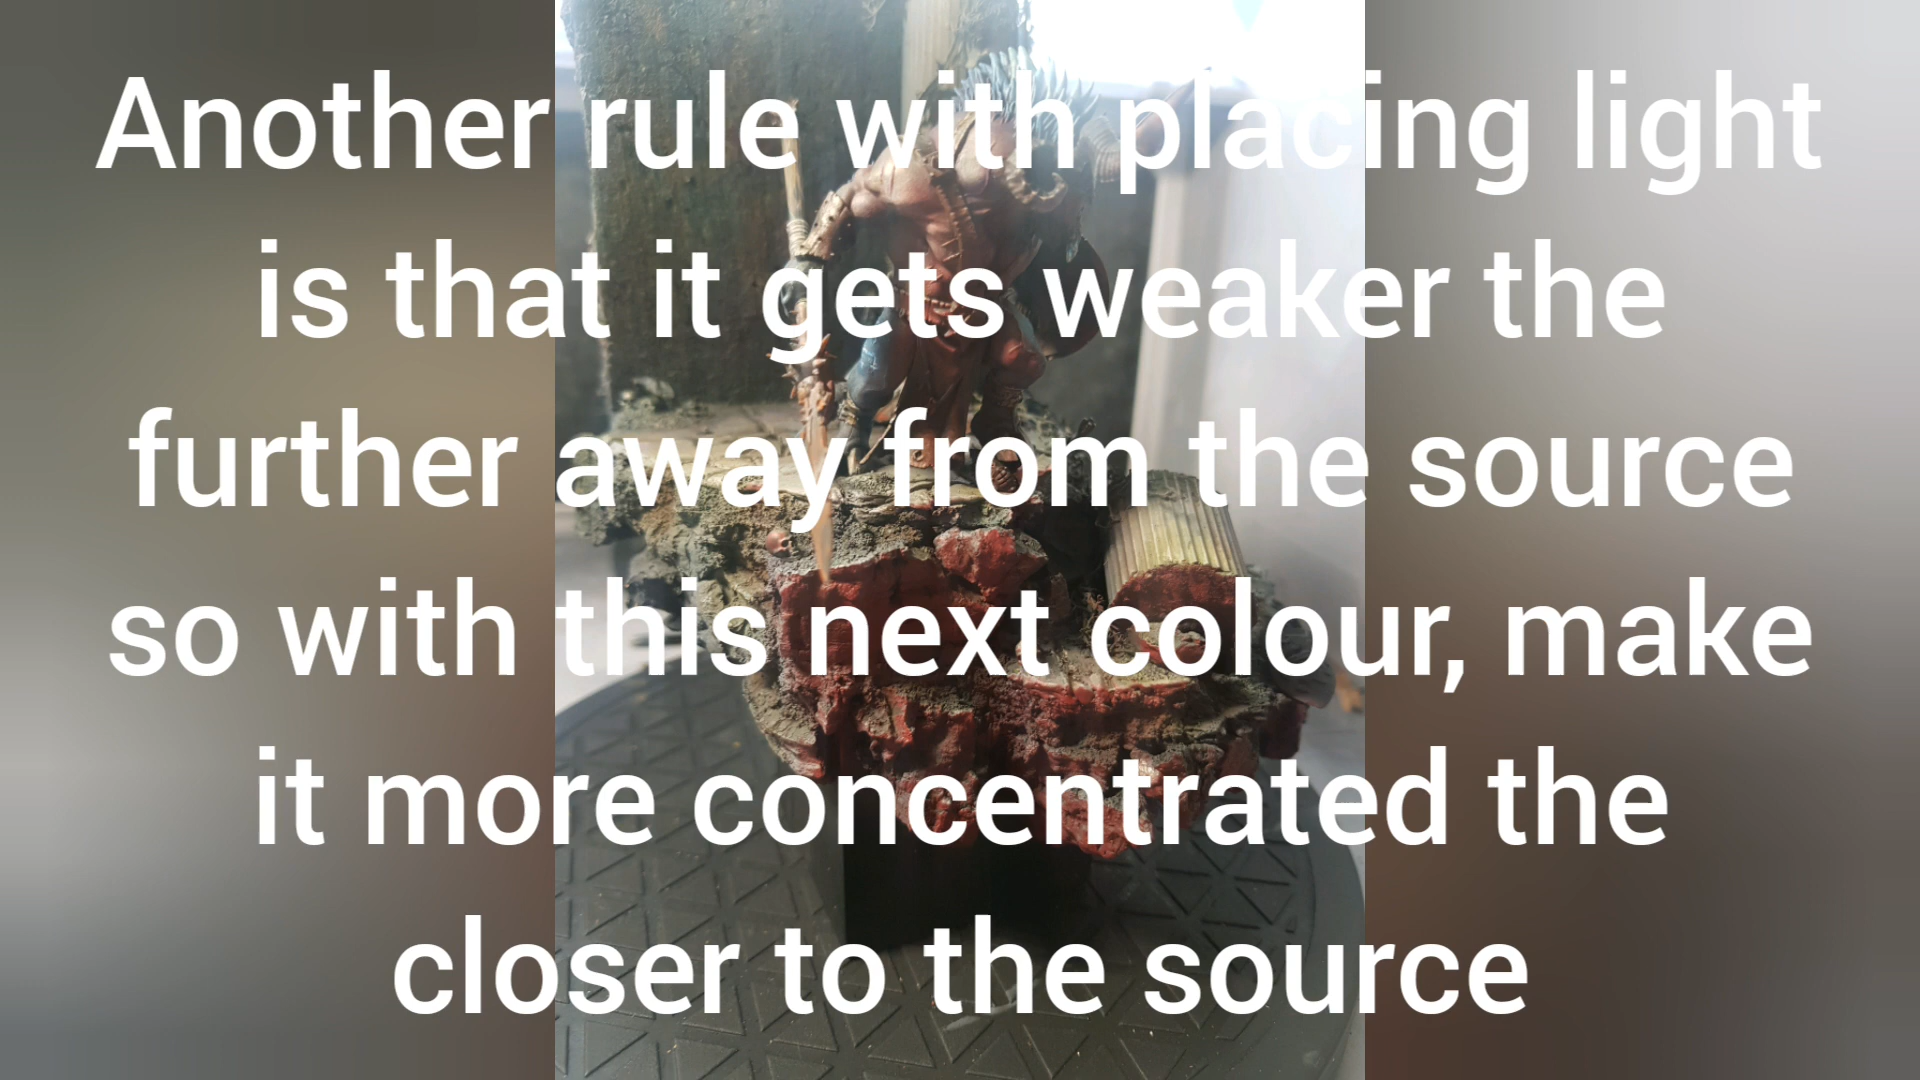 Another rule with placing light
is that it gets weaker the
further away from the source
so with this next colour, make
it more concentrated the
closer to the source